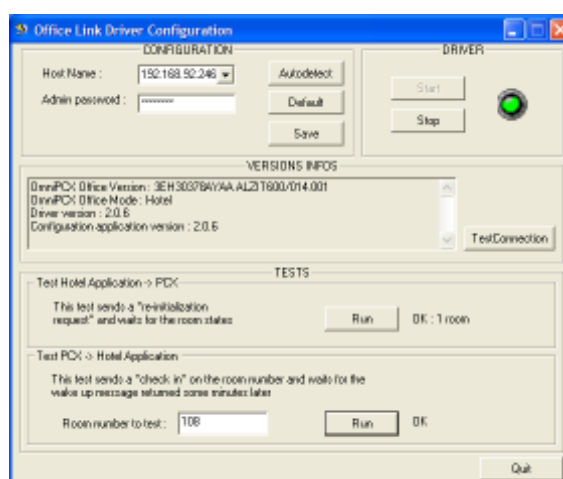 Office Link Driver Configuration
CONFIGURATION
Host Name :
192.168.92.246
Autodetect
Admin password :
Default
Save
DRIVER
Start
Stop
VERSIONS INFOS
OmniPCX Office Version : 
OmniPCX Office Mode : Hotel
Driver version : 2.0.6
Configuration application version : 2.0.6
TestConnection
TESTS
Test Hotel Application -> PCX
This test sends a "re-initialization
request" and waits for the room states
Run
OK : 1 room
Test PCX -> Hotel Application
This test sends a "check in" on the room number and waits for the
wake up message returned some minutes later
Room number to test :
108
Run
OK
Quit